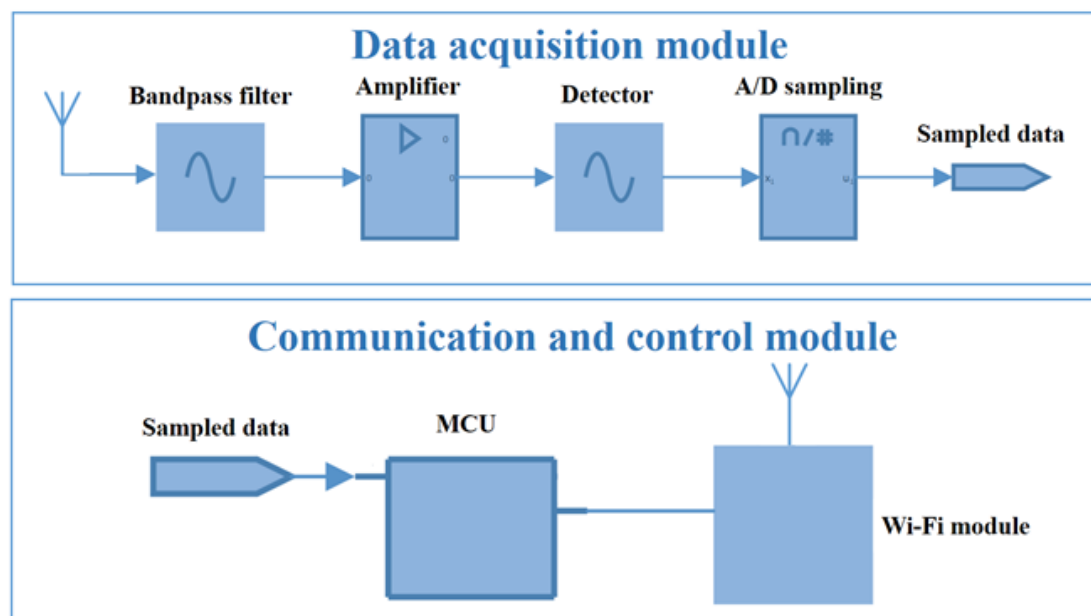 Data acquisition module
Bandpass filter
Amplifier
Detector
A/D sampling
Sampled data
∩/#
Communication and control module
Sampled data
MCU
Wi-Fi module